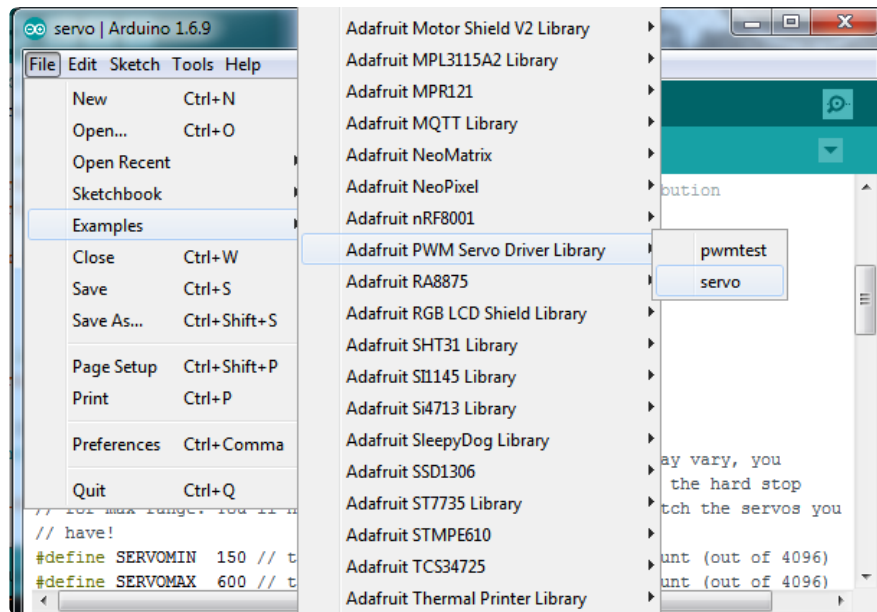 servo | Arduino 1.6.9
File Edit Sketch Tools Help
New Ctrl+N
Open... Ctrl+O
Open Recent
Sketchbook
Examples
Close Ctrl+W
Save Ctrl+S
Save As... Ctrl+Shift+S
Page Setup Ctrl+Shift+P
Print Ctrl+P
Preferences Ctrl+Comma
Quit Ctrl+Q
Adafruit Motor Shield V2 Library
Adafruit MPL3115A2 Library
Adafruit MPR121
Adafruit MQTT Library
Adafruit NeoMatrix
Adafruit NeoPixel
Adafruit nRF8001
Adafruit PWM Servo Driver Library
Adafruit RA8875
Adafruit RGB LCD Shield Library
Adafruit SHT31 Library
Adafruit SI1145 Library
Adafruit Si4713 Library
Adafruit SleepyDog Library
Adafruit SSD1306
Adafruit ST7735 Library
Adafruit STMPE610
Adafruit TCS34725
Adafruit Thermal Printer Library
pwmtest
servo
bution
ay vary, you
the hard stop
tch the servos you
// have!
#define SERVOMIN 150 // t unt (out of 4096)
#define SERVOMAX 600 // t unt (out of 4096)